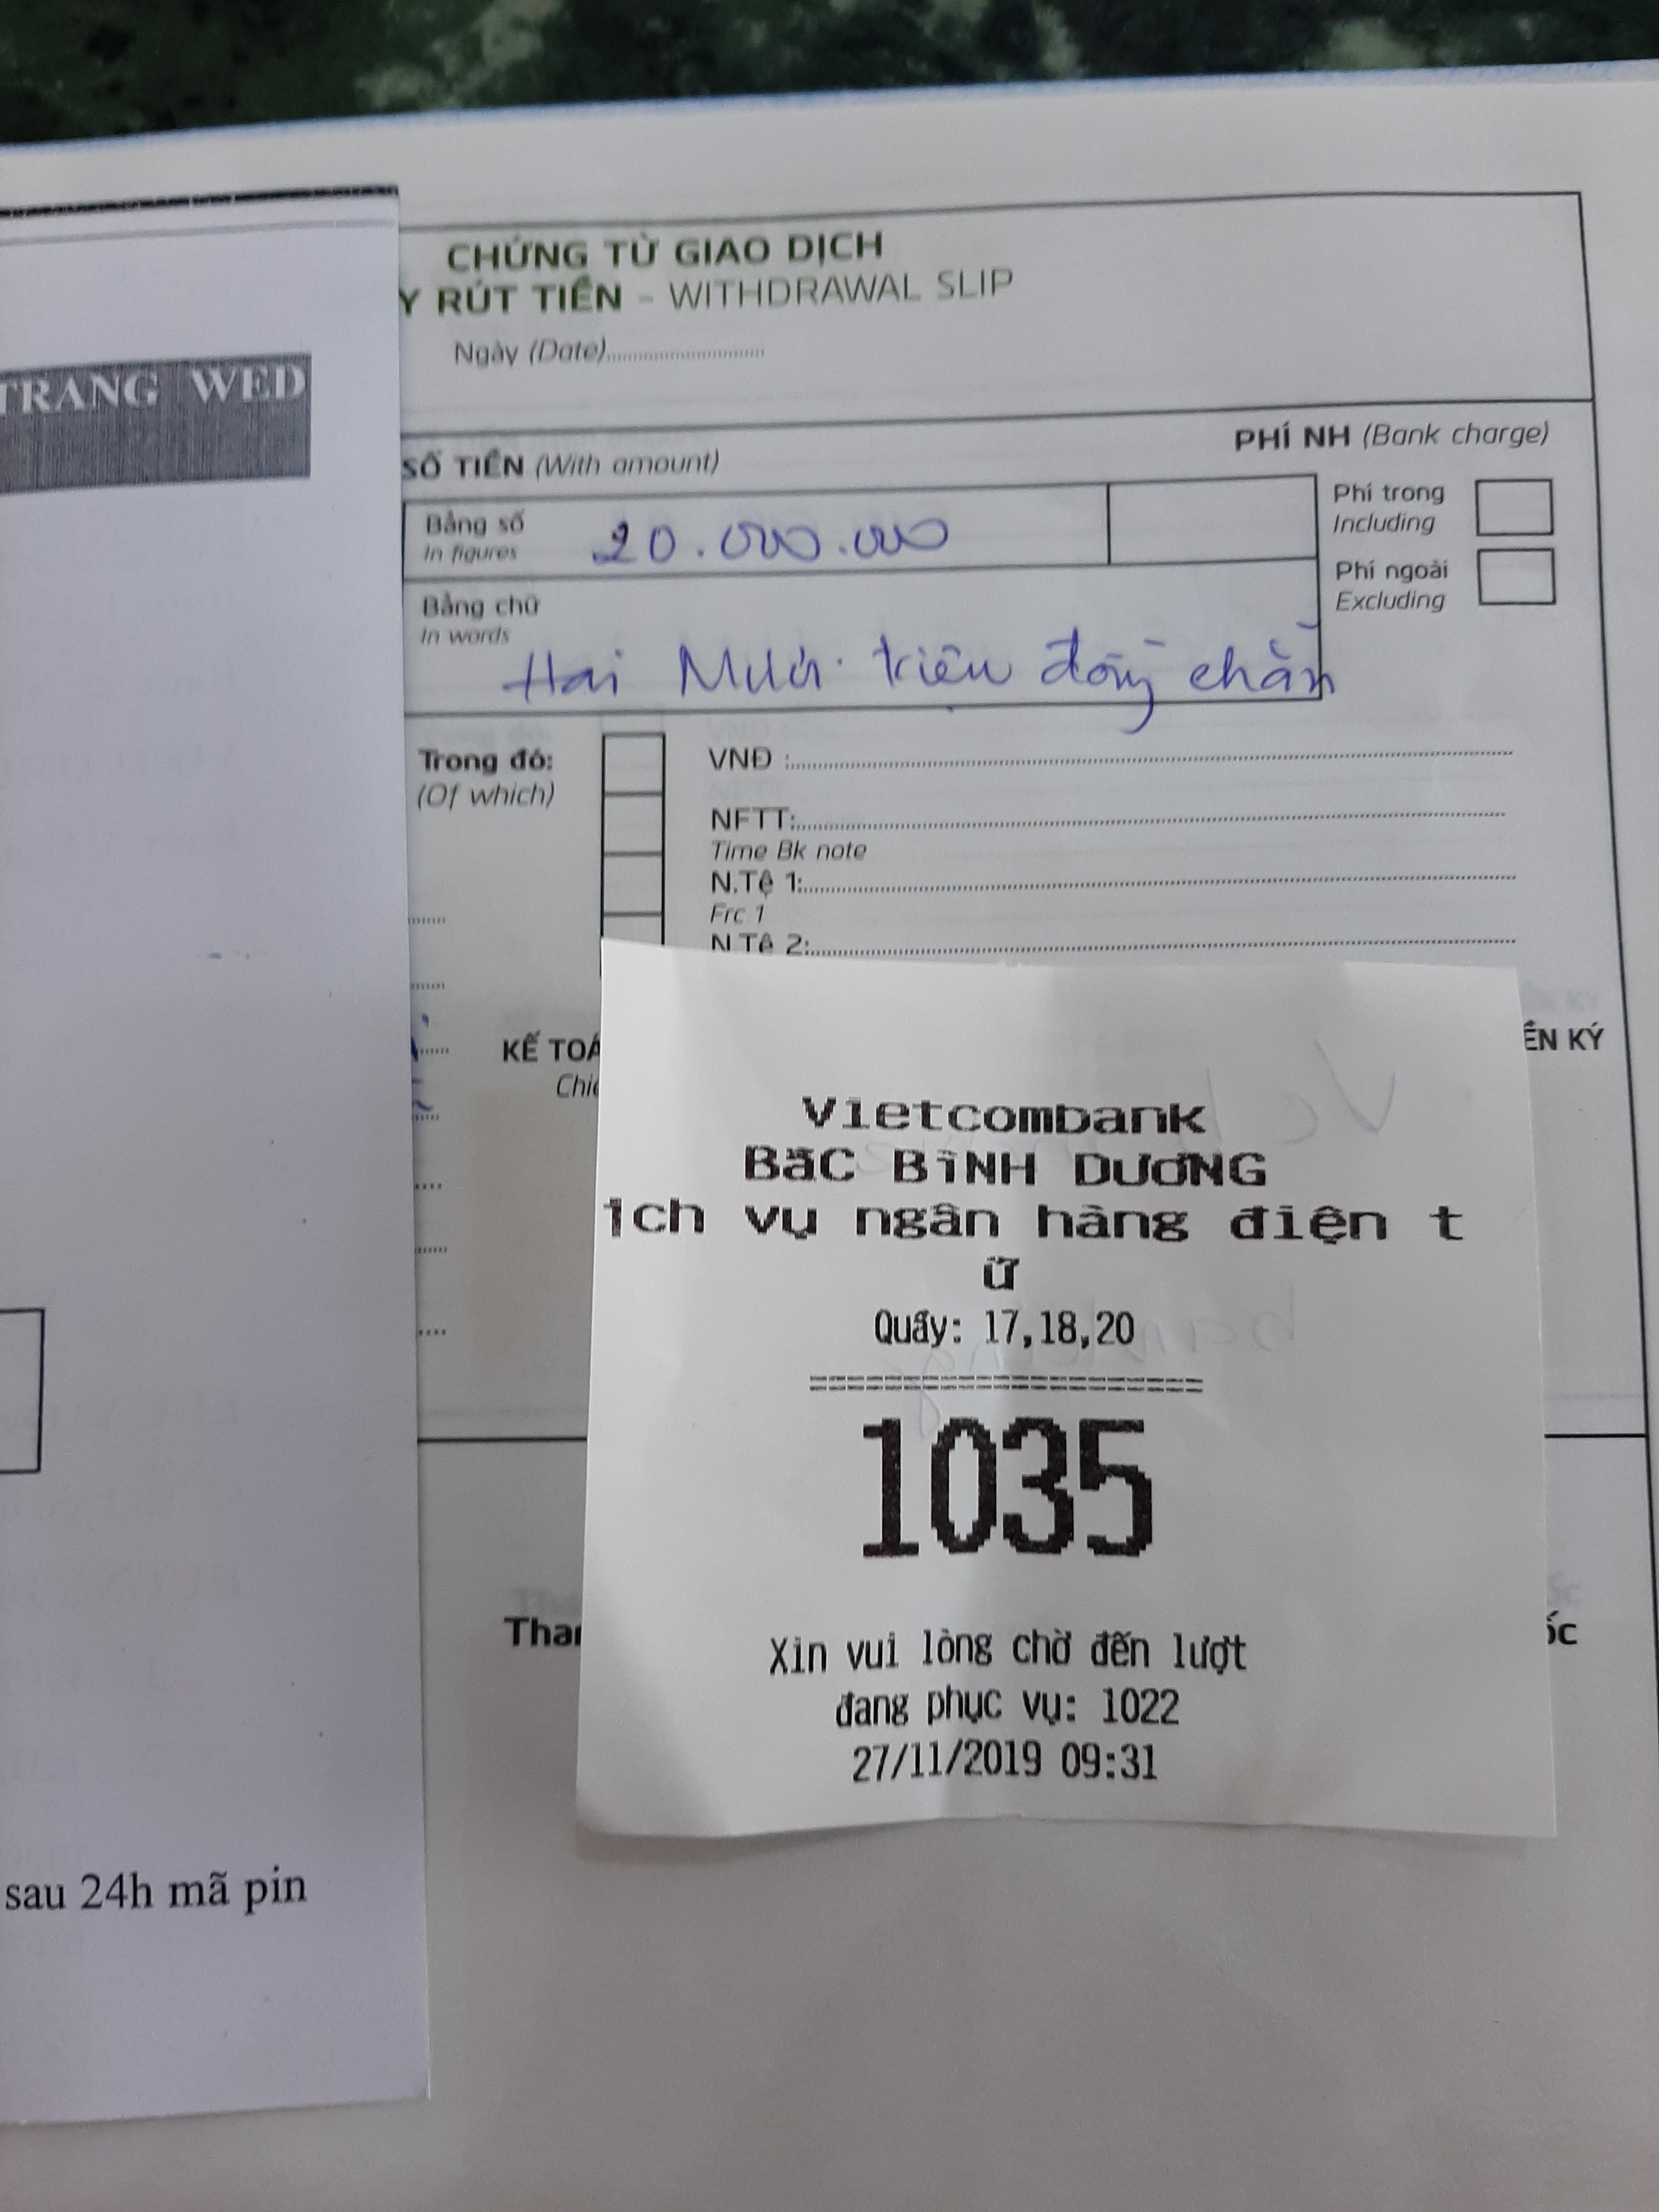 CHỨNG TỪ GIAO DỊCH
Y RÚT TIỀN - WITHDRAWAL SLIP
Ngày (Date)
TRANG WED
PHÍ NH (Bank charge)
SỐ TIỀN (With amount)
Bằng số
In figures
20.000.000
Phí trong
Including
Phí ngoài
Excluding
Bằng chữ
In words
Hai Mươi triệu đồng chẵn
Trong đó:
(Of which)
VNĐ :
NFTT:
Time Bk note
N.Tệ 1:
Frc 1
N.Tệ 2:
KẾ TOÁ
Chie
ỀN KÝ
Vietcombank
BắC BìNH DươNG
ịch vụ ngân hàng điện t
ử
Quầy: 17,18,20
1035
Than
ốc
Xin vui lòng chờ đến lượt
đang phục vụ: 1022
27/11/2019 09:31
sau 24h mã pin